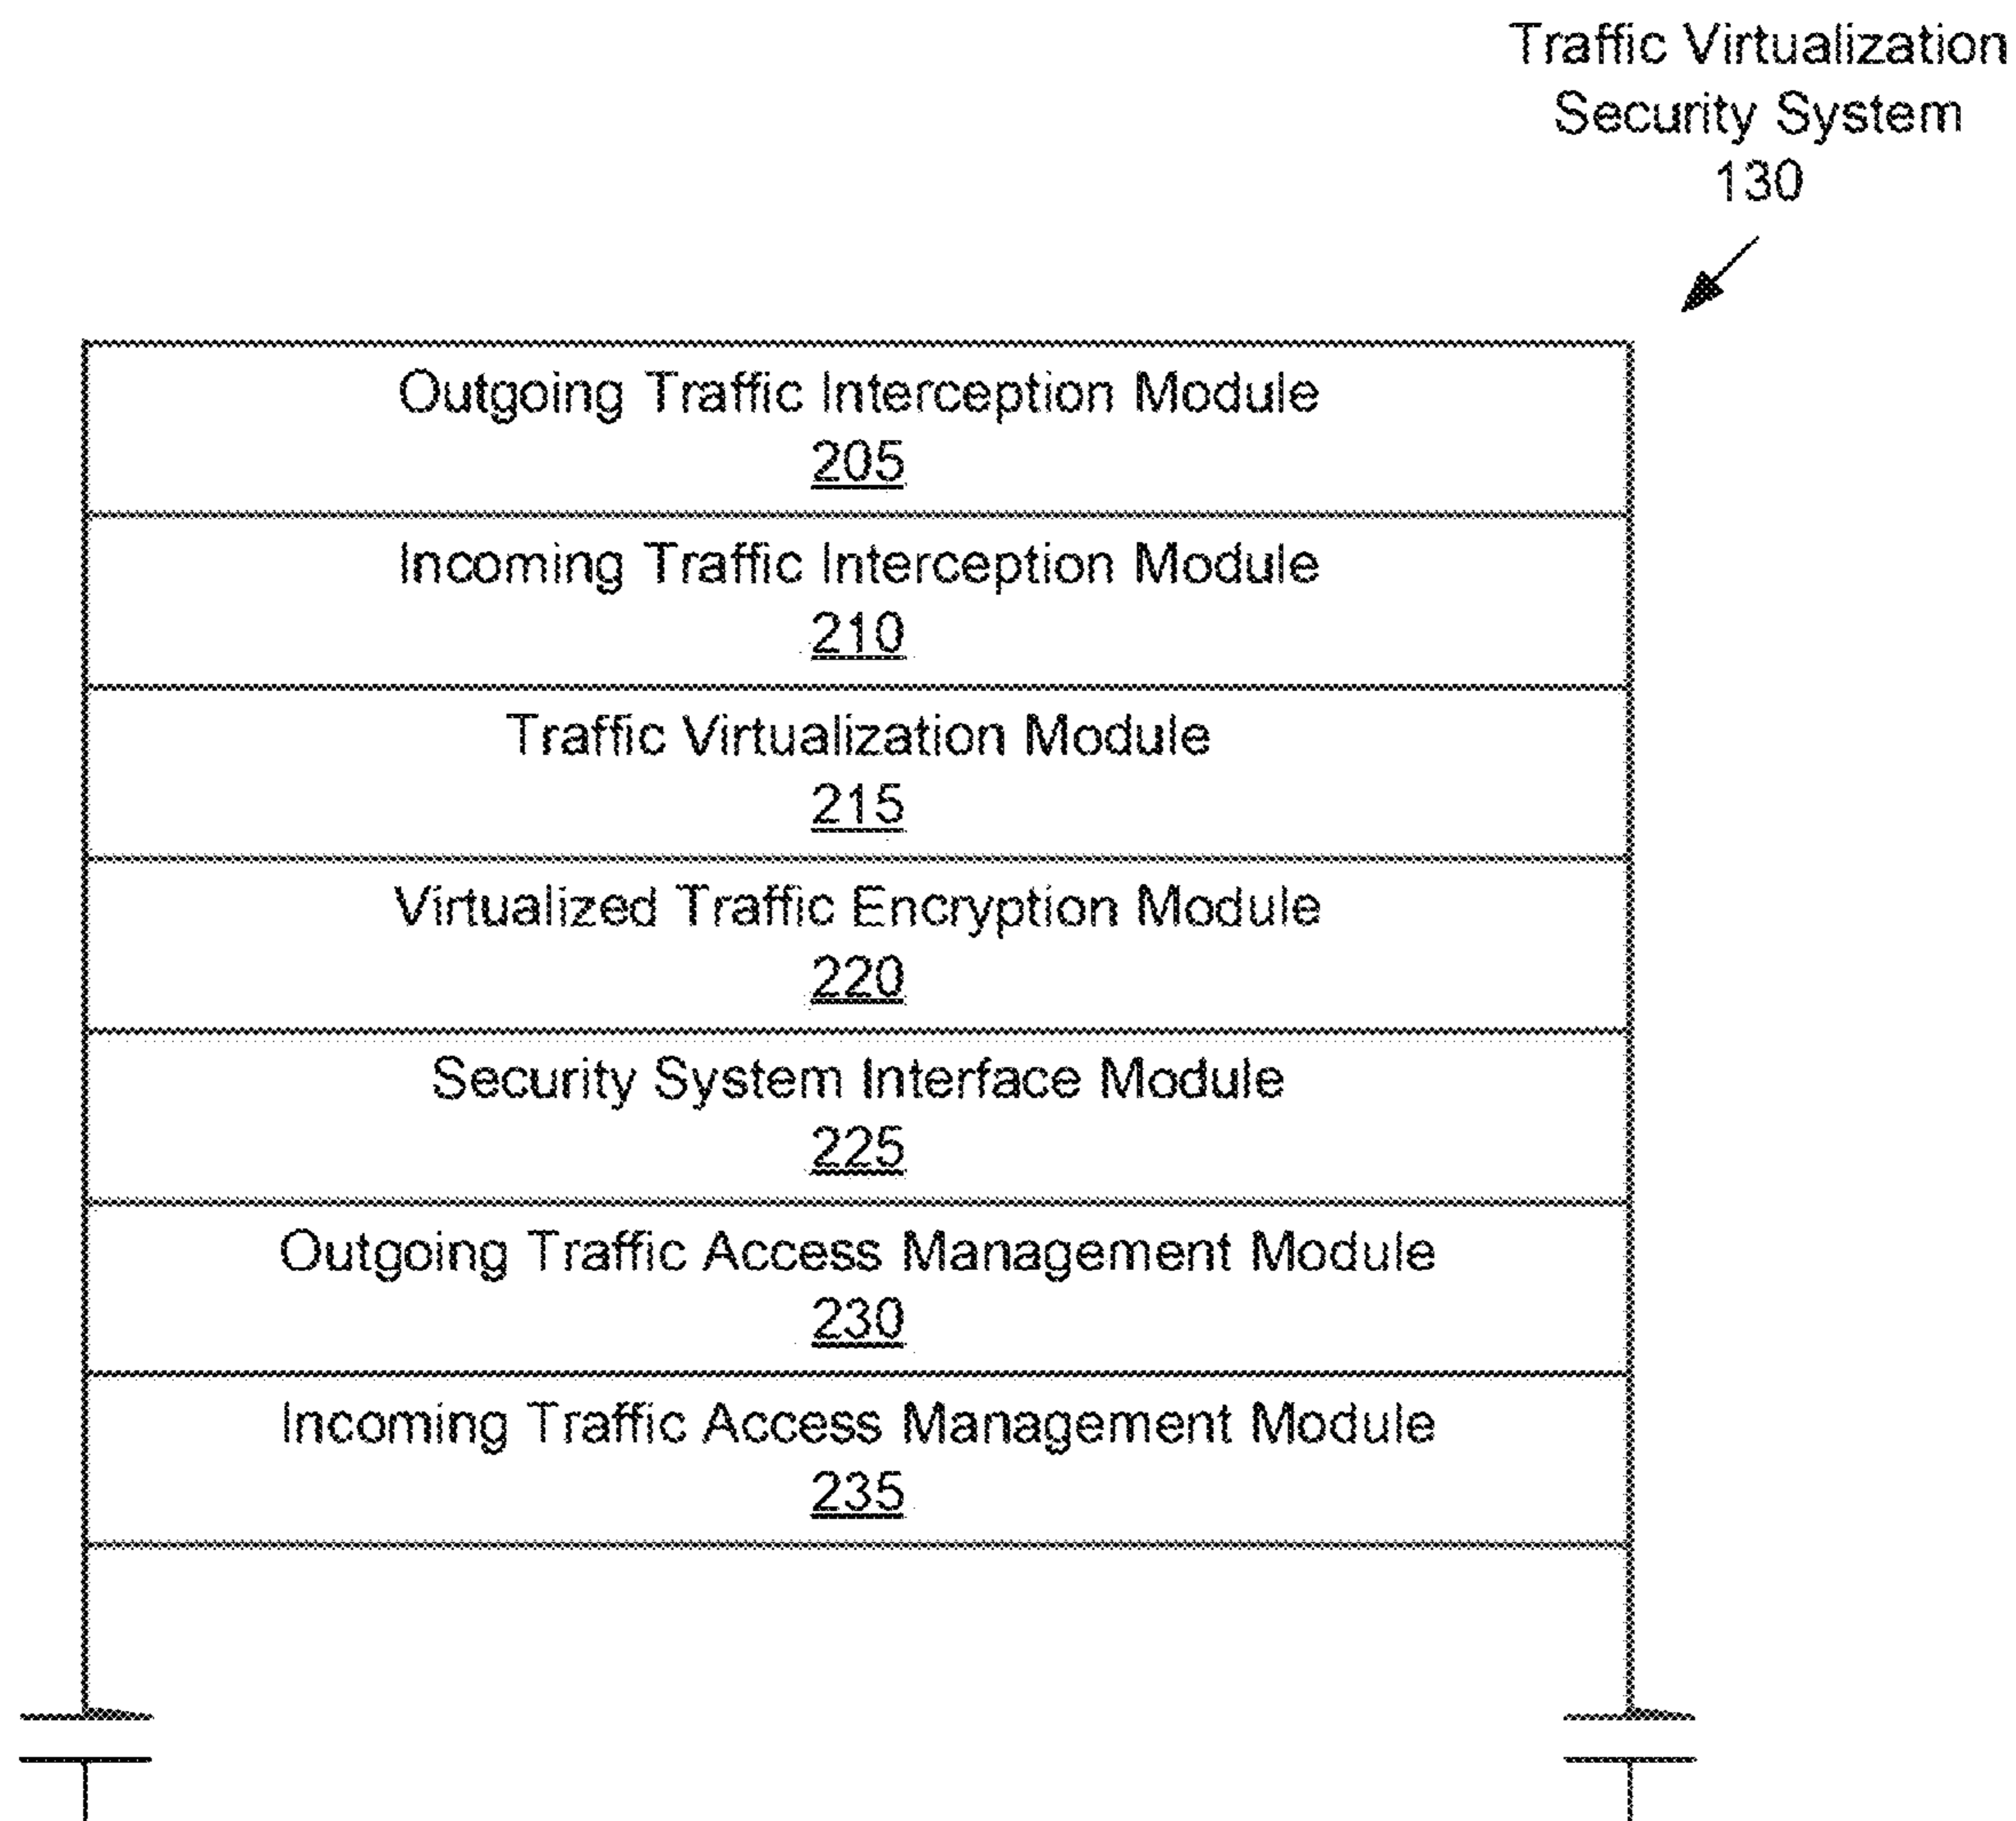 Traffic Virtualization
Security System
130
Outgoing Traffic Interception Module
205
Incoming Traffic Interception Module
210
Traffic Virtualization Module
215
Virtualized Traffic Encryption Module
220
Security System Interface Module
225
Outgoing Traffic Access Management Module
230
Incoming Traffic Access Management Module
235